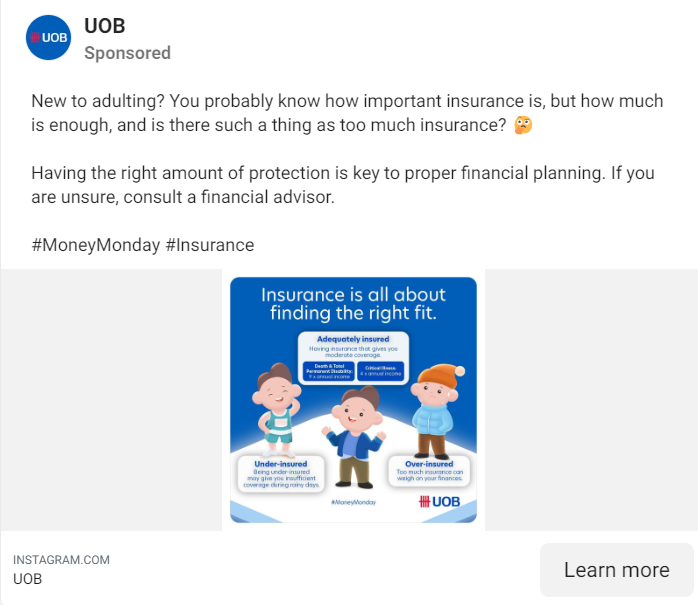 UOB
UOB
Sponsored
New to adulting? You probably know how important insurance is, but how much
is enough, and is there such a thing as too much insurance?
Having the right amount of protection is key to proper financial planning. If you
are unsure, consult a financial advisor.
#MoneyMonday #Insurance
Insurance is all about
finding the right fit.
Adequately insured
Having insurance that gives you
moderate coverage.
Death & Total
Permanent Disability:
9 x annual income
Critical Illness:
4 x annual income
Under-insured
Being under-insured
may give you insufficient
coverage during rainy days.
Over-insured
Too much insurance can
weigh on your finances.
#MoneyMonday
UOB
INSTAGRAM.COM
UOB
Learn more